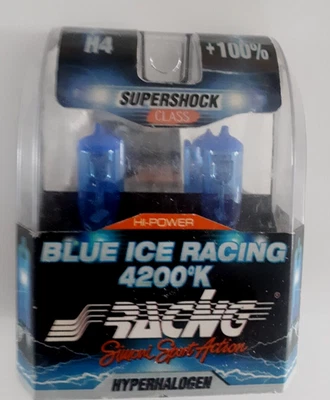 H4 +100%
SUPERSHOCK
CLASS
HI-POWER
BLUE ICE RACING
4200°K
RACING®
Simoni Sport-Action
HYPERHALOGEN